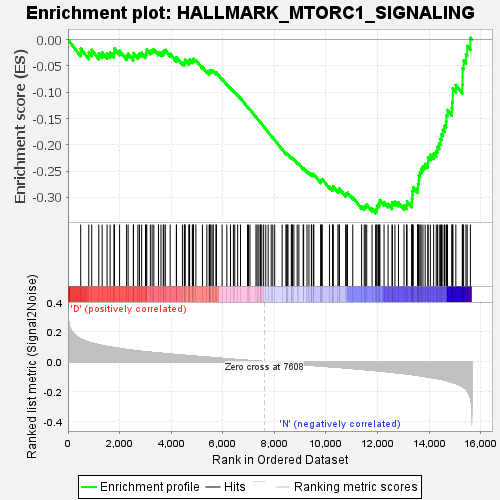 Enrichment plot: HALLMARK_MTORC1_SIGNALING
Enrichment score (ES)
0.00
-0.05
-0.10
-0.15
-0.20
-0.25
-0.30
'D' (positively correlated)
Ranked list metric (Signal2Noise)
0.4
0.2
0.0
-0.2
-0.4
Zero cross at 7608
'N' (negatively correlated)
0
2,000
4,000
6,000
8,000
10,000
12,000
14,000
16,000
Rank in Ordered Dataset
Enrichment profile
Hits
Ranking metric scores